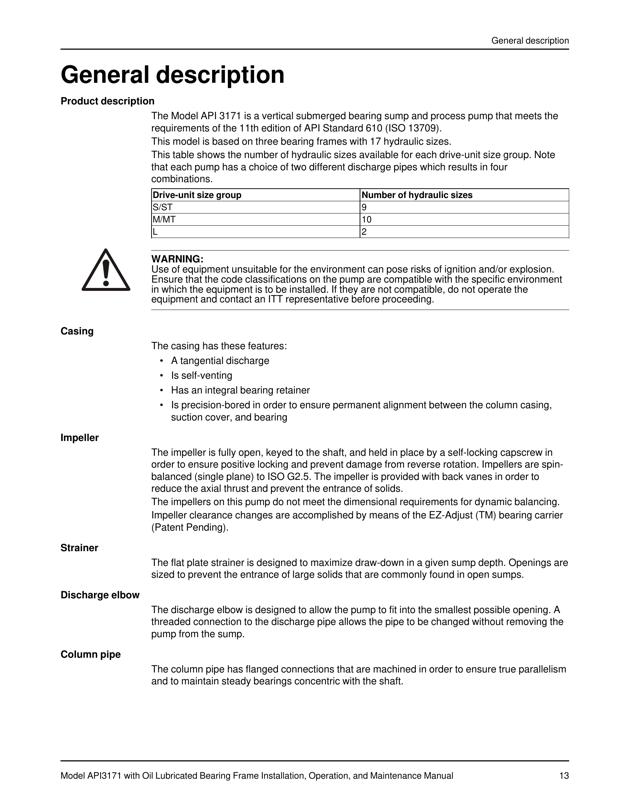 General description
General description
Product description
The Model API 3171 is a vertical submerged bearing sump and process pump that meets the
requirements of the 11th edition of API Standard 610 (ISO 13709).
This model is based on three bearing frames with 17 hydraulic sizes.
This table shows the number of hydraulic sizes available for each drive-unit size group. Note
that each pump has a choice of two different discharge pipes which results in four
combinations.
Drive-unit size group Number of hydraulic sizes
S/ST 9
M/MT 10
L 2
WARNING:
Use of equipment unsuitable for the environment can pose risks of ignition and/or explosion.
Ensure that the code classifications on the pump are compatible with the specific environment
in which the equipment is to be installed. If they are not compatible, do not operate the
equipment and contact an ITT representative before proceeding.
Casing
The casing has these features:
• A tangential discharge
• Is self-venting
• Has an integral bearing retainer
• Is precision-bored in order to ensure permanent alignment between the column casing,
suction cover, and bearing
Impeller
The impeller is fully open, keyed to the shaft, and held in place by a self-locking capscrew in
order to ensure positive locking and prevent damage from reverse rotation. Impellers are spin-
balanced (single plane) to ISO G2.5. The impeller is provided with back vanes in order to
reduce the axial thrust and prevent the entrance of solids.
The impellers on this pump do not meet the dimensional requirements for dynamic balancing.
Impeller clearance changes are accomplished by means of the EZ-Adjust (TM) bearing carrier
(Patent Pending).
Strainer
The flat plate strainer is designed to maximize draw-down in a given sump depth. Openings are
sized to prevent the entrance of large solids that are commonly found in open sumps.
Discharge elbow
The discharge elbow is designed to allow the pump to fit into the smallest possible opening. A
threaded connection to the discharge pipe allows the pipe to be changed without removing the
pump from the sump.
Column pipe
The column pipe has flanged connections that are machined in order to ensure true parallelism
and to maintain steady bearings concentric with the shaft.
Model API3171 with Oil Lubricated Bearing Frame Installation, Operation, and Maintenance Manual 13